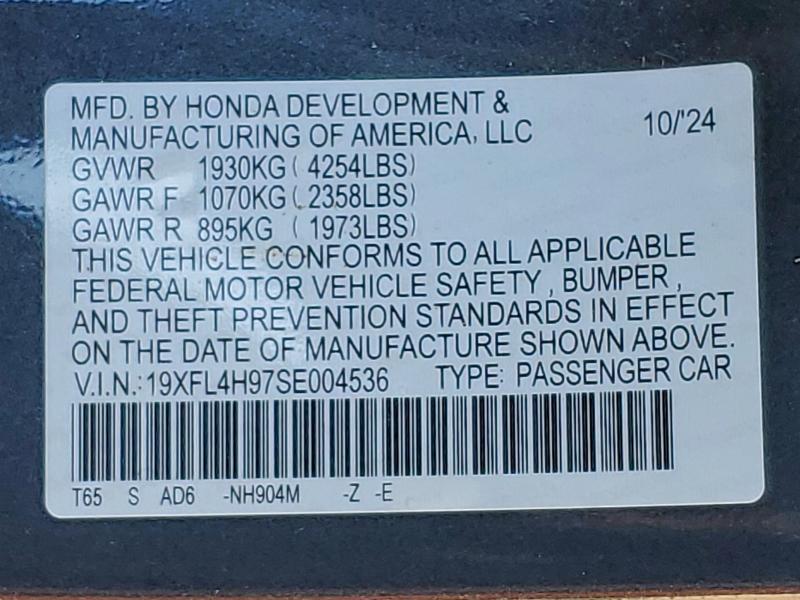 MFD. BY HONDA DEVELOPMENT &
MANUFACTURING OF AMERICA, LLC 10/'24
GVWR 1930KG ( 4254LBS)
GAWR F 1070KG ( 2358LBS)
GAWR R 895KG ( 1973LBS)
THIS VEHICLE CONFORMS TO ALL APPLICABLE
FEDERAL MOTOR VEHICLE SAFETY , BUMPER ,
AND THEFT PREVENTION STANDARDS IN EFFECT
ON THE DATE OF MANUFACTURE SHOWN ABOVE.
V.I.N.: 19XFL4H97SE004536 TYPE: PASSENGER CAR
T65 S AD6 -NH904M -Z -E